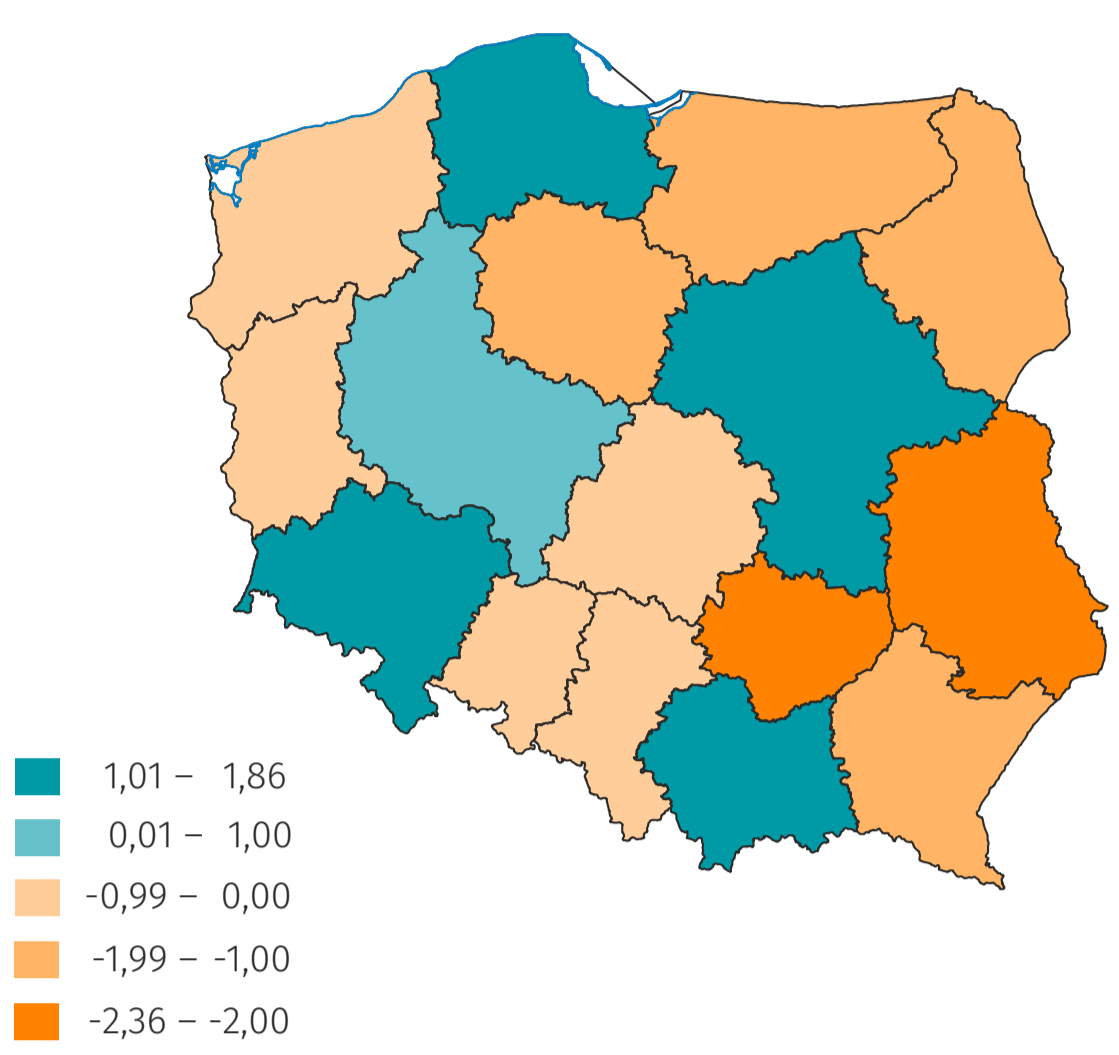 1,01 – 1,86
0,01 – 1,00
-0,99 – 0,00
-1,99 – -1,00
-2,36 – -2,00